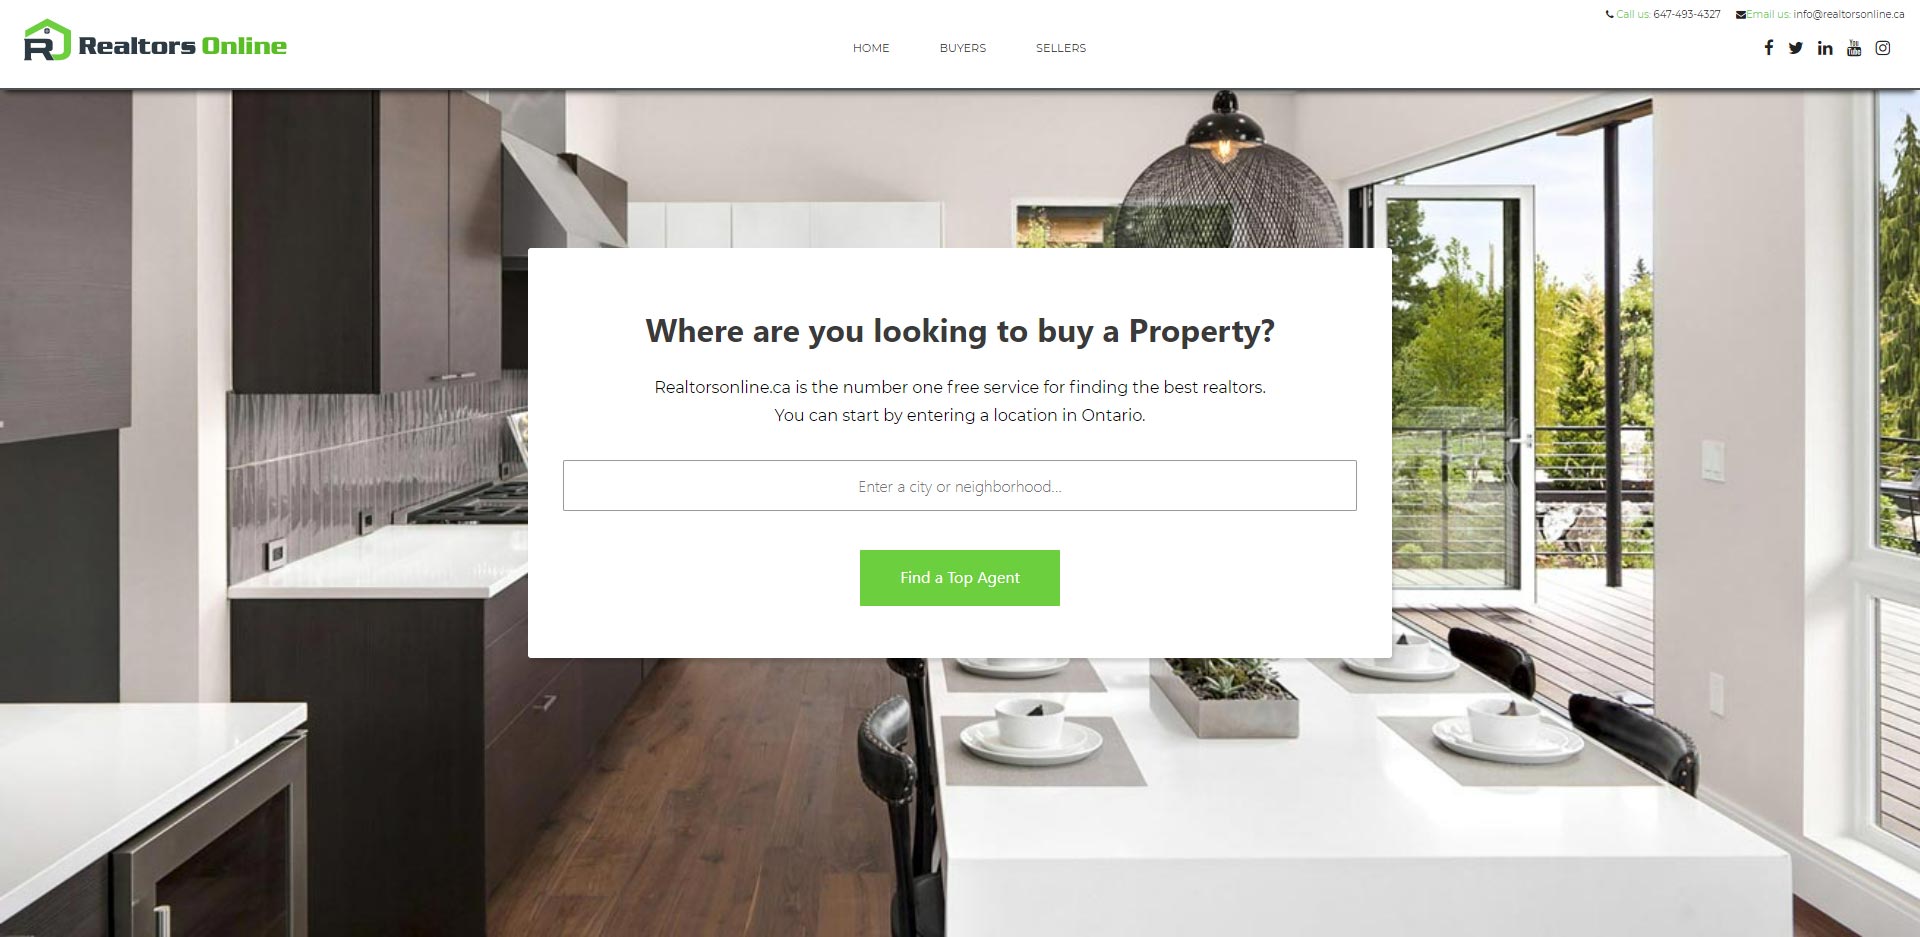 Call us: 647-493-4327 Email us: info@realtorsonline.ca
Realtors Online
HOME BUYERS SELLERS
You Tube
Where are you looking to buy a Property?
Realtorsonline.ca is the number one free service for finding the best realtors.
You can start by entering a location in Ontario.
Enter a city or neighborhood...
Find a Top Agent